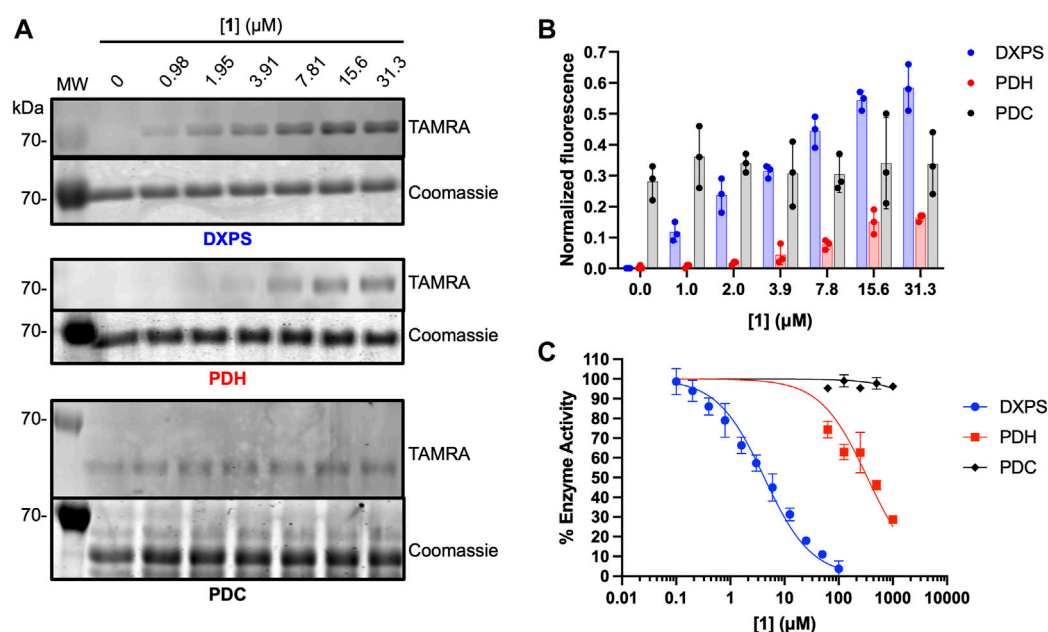 A
[1] (μM)
MW 0 0.98 1.95 3.91 7.81 15.6 31.3
kDa
70-
TAMRA
70-
Coomassie
DXPS
70-
TAMRA
70-
Coomassie
PDH
70-
TAMRA
70-
Coomassie
PDC
B
Normalized fluorescence
0.7
0.6
0.5
0.4
0.3
0.2
0.1
0.0
0.0 1.0 2.0 3.9 7.8 15.6 31.3
[1] (μM)
DXPS
PDH
PDC
C
% Enzyme Activity
110
100
90
80
70
60
50
40
30
20
10
0
0.01 0.1 1 10 100 1000 10000
[1] (μM)
DXPS
PDH
PDC